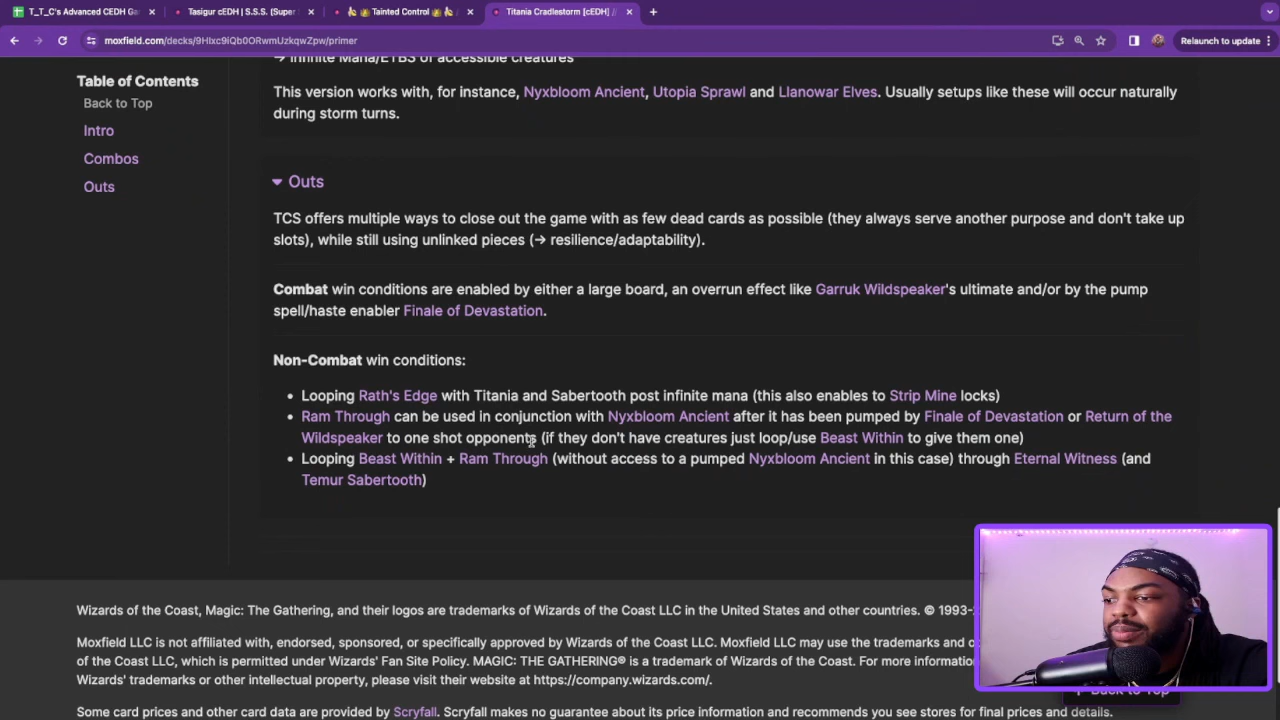 T_T_C's Advanced CEDH Ga
Tasigur cEDH | S.S.S. (Super
Tainted Control
Titania Cradlestorm [cEDH] //
moxfield.com/decks/9HIxc9iQb0ORwmUzkqwZpw/primer
Relaunch to update
Table of Contents
Back to Top
Intro
Combos
Outs
→ Infinite Mana/ETBS of accessible creatures
This version works with, for instance, Nyxbloom Ancient, Utopia Sprawl and Llanowar Elves. Usually setups like these will occur naturally
during storm turns.
Outs
TCS offers multiple ways to close out the game with as few dead cards as possible (they always serve another purpose and don't take up
slots), while still using unlinked pieces (→ resilience/adaptability).
Combat win conditions are enabled by either a large board, an overrun effect like Garruk Wildspeaker's ultimate and/or by the pump
spell/haste enabler Finale of Devastation.
Non-Combat win conditions:
• Looping Rath's Edge with Titania and Sabertooth post infinite mana (this also enables to Strip Mine locks)
• Ram Through can be used in conjunction with Nyxbloom Ancient after it has been pumped by Finale of Devastation or Return of the
Wildspeaker to one shot opponents (if they don't have creatures just loop/use Beast Within to give them one)
• Looping Beast Within + Ram Through (without access to a pumped Nyxbloom Ancient in this case) through Eternal Witness (and
Temur Sabertooth)
Wizards of the Coast, Magic: The Gathering, and their logos are trademarks of Wizards of the Coast LLC in the United States and other countries. © 1993-2
Moxfield LLC is not affiliated with, endorsed, sponsored, or specifically approved by Wizards of the Coast LLC. Moxfield LLC may use the trademarks and o
of the Coast LLC, which is permitted under Wizards' Fan Site Policy. MAGIC: THE GATHERING® is a trademark of Wizards of the Coast. For more information
Wizards' trademarks or other intellectual property, please visit their website at https://company.wizards.com/.
Back to Top
Some card prices and other card data are provided by Scryfall. Scryfall makes no guarantee about its price information and recommends you see stores for final prices and details.